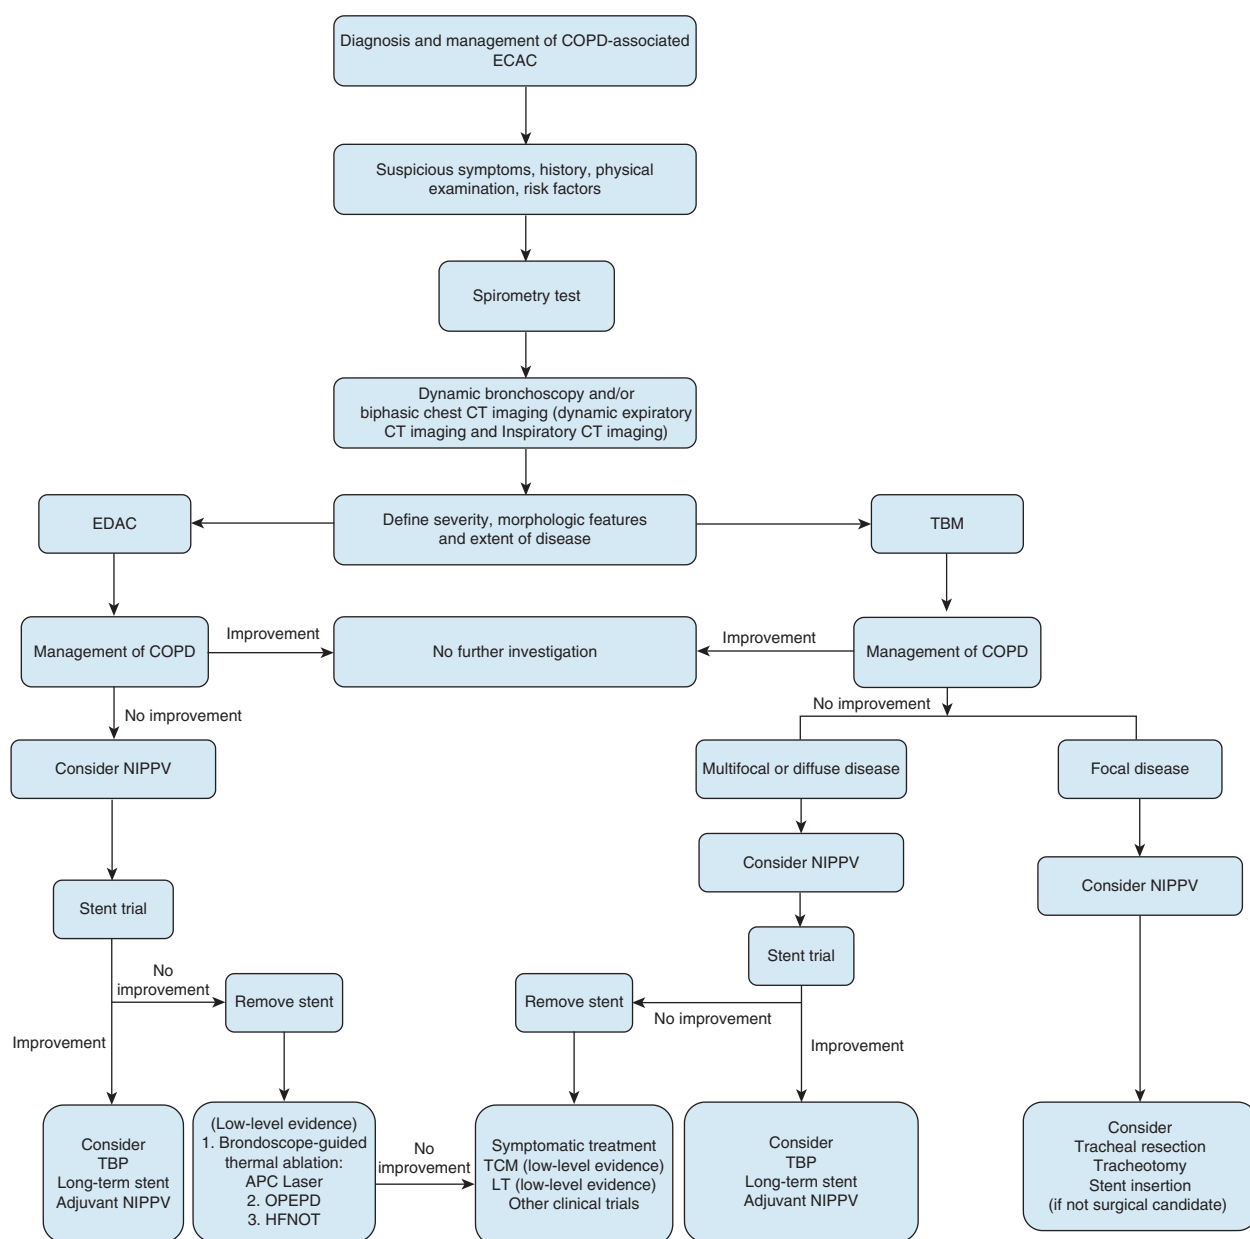 Diagnosis and management of COPD-associated
ECAC
Suspicious symptoms, history, physical
examination, risk factors
Spirometry test
Dynamic bronchoscopy and/or
biphasic chest CT imaging (dynamic expiratory
CT imaging and Inspiratory CT imaging)
EDAC
Define severity, morphologic features
and extent of disease
TBM
Management of COPD
Improvement
No further investigation
Improvement
Management of COPD
No improvement
No improvement
Consider NIPPV
Multifocal or diffuse disease
Focal disease
Consider NIPPV
Consider NIPPV
Stent trial
Stent trial
No
improvement
Remove stent
Remove stent
No improvement
Improvement
Improvement
Consider
TBP
Long-term stent
Adjuvant NIPPV
(Low-level evidence)
1. Brondoscope-guided
thermal ablation:
APC Laser
2. OPEPD
3. HFNOT
No
improvement
Symptomatic treatment
TCM (low-level evidence)
LT (low-level evidence)
Other clinical trials
Consider
TBP
Long-term stent
Adjuvant NIPPV
Consider
Tracheal resection
Tracheotomy
Stent insertion
(if not surgical candidate)